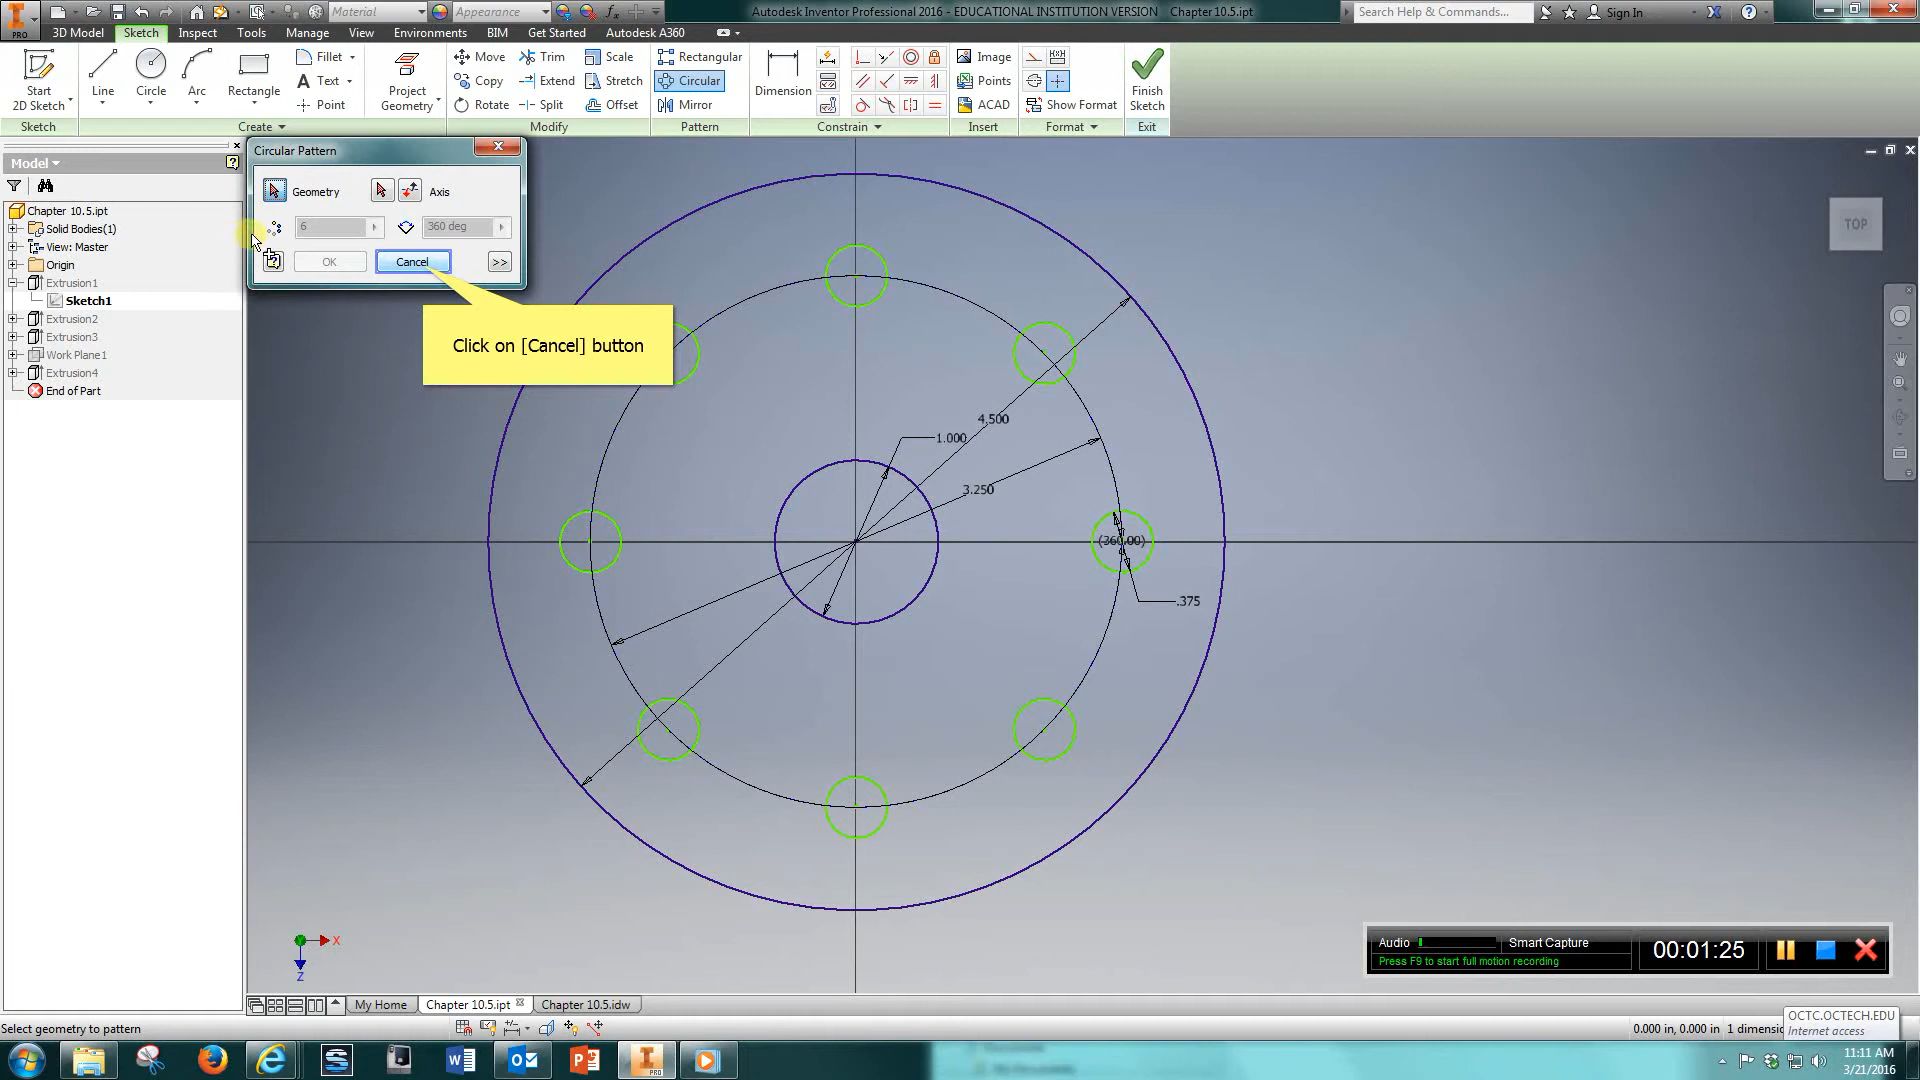 Material
Appearance
Autodesk Inventor Professional 2016 - EDUCATIONAL INSTITUTION VERSION Chapter 10.5.ipt
Search Help & Commands...
Sign In
PRO
3D Model
Sketch
Inspect
Tools
Manage
View
Environments
BIM
Get Started
Autodesk A360
Start
2D Sketch
Line
Circle
Arc
Rectangle
Fillet
Text
Point
Project
Geometry
Move
Copy
Rotate
Trim
Extend
Split
Scale
Stretch
Offset
Rectangular
Circular
Mirror
Dimension
Image
Points
ACAD
Show Format
Finish
Sketch
Sketch
Create
Modify
Pattern
Constrain
Insert
Format
Exit
Model
Chapter 10.5.ipt
Solid Bodies(1)
View: Master
Origin
Extrusion1
Sketch1
Extrusion2
Extrusion3
Work Plane1
Extrusion4
End of Part
Circular Pattern
Geometry
Axis
6
360 deg
OK
Cancel
>>
Click on [Cancel] button
TOP
4.500
1.000
3.250
(360.00)
.375
X
Z
Audio
Smart Capture
Press F9 to start full motion recording
00:01:25
My Home
Chapter 10.5.ipt
Chapter 10.5.idw
Select geometry to pattern
0.000 in, 0.000 in
OCTC.OCTECH.EDU
Internet access
11:11 AM
3/21/2016